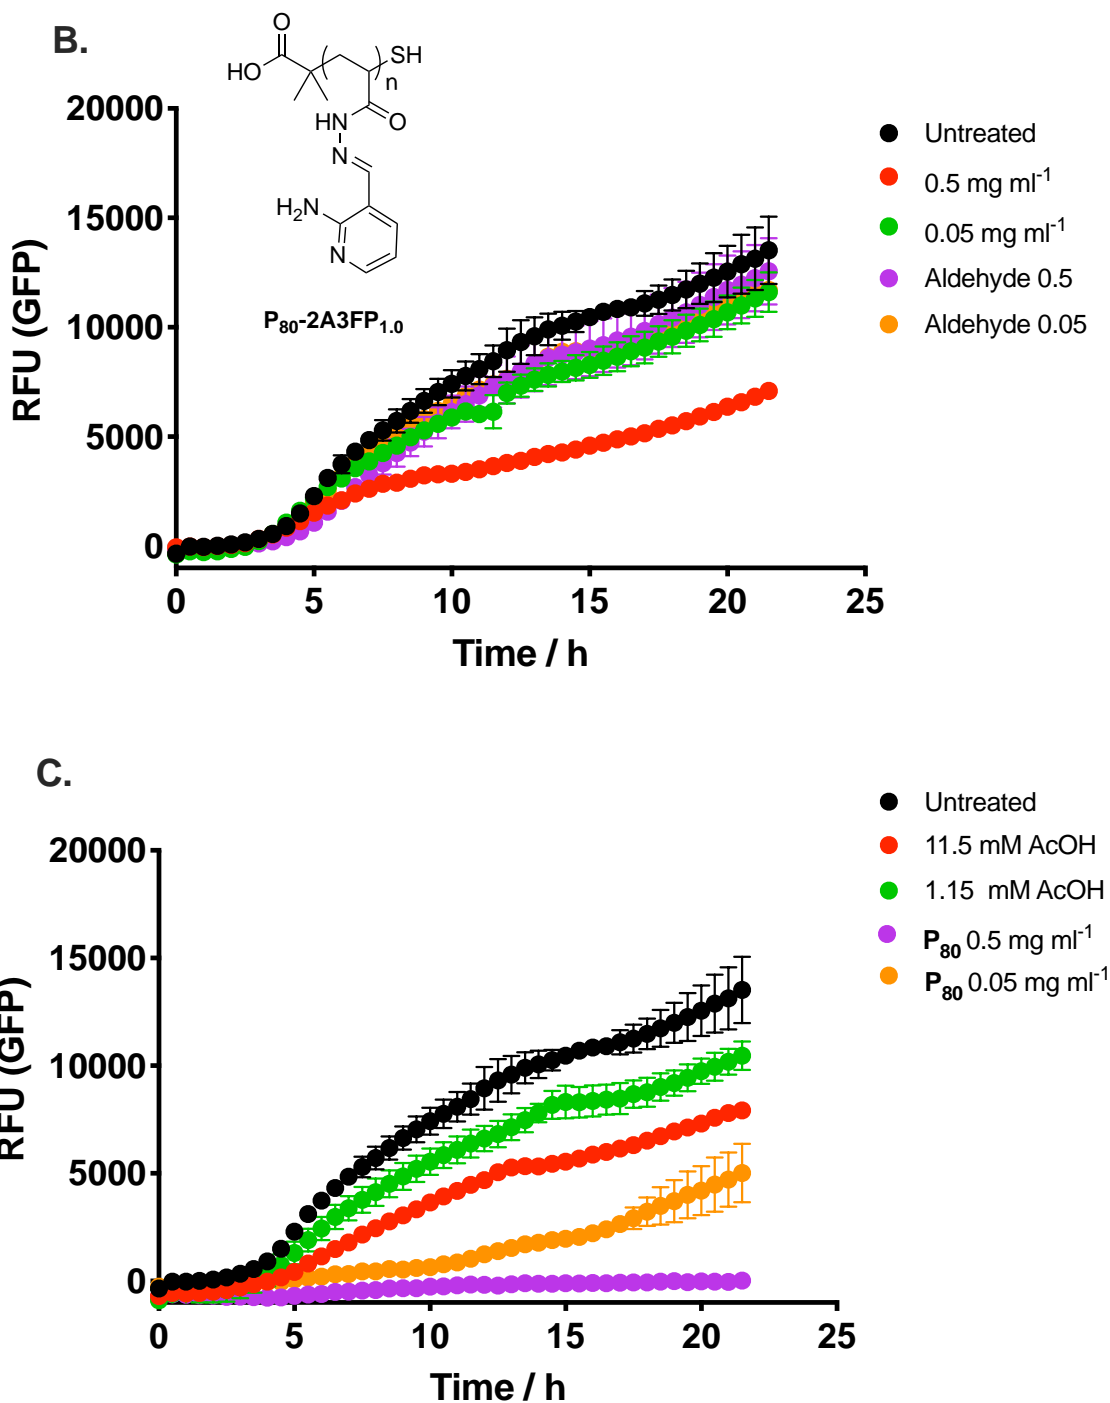 B.
O
HO
SH
n
HN
O
N
H₂N
N
P₈₀-2A3FP₁.₀
20000
15000
10000
5000
0
RFU (GFP)
0 5 10 15 20 25
Time / h
Untreated
0.5 mg ml⁻¹
0.05 mg ml⁻¹
Aldehyde 0.5
Aldehyde 0.05
C.
20000
15000
10000
5000
0
RFU (GFP)
0 5 10 15 20 25
Time / h
Untreated
11.5 mM AcOH
1.15 mM AcOH
P₈₀ 0.5 mg ml⁻¹
P₈₀ 0.05 mg ml⁻¹